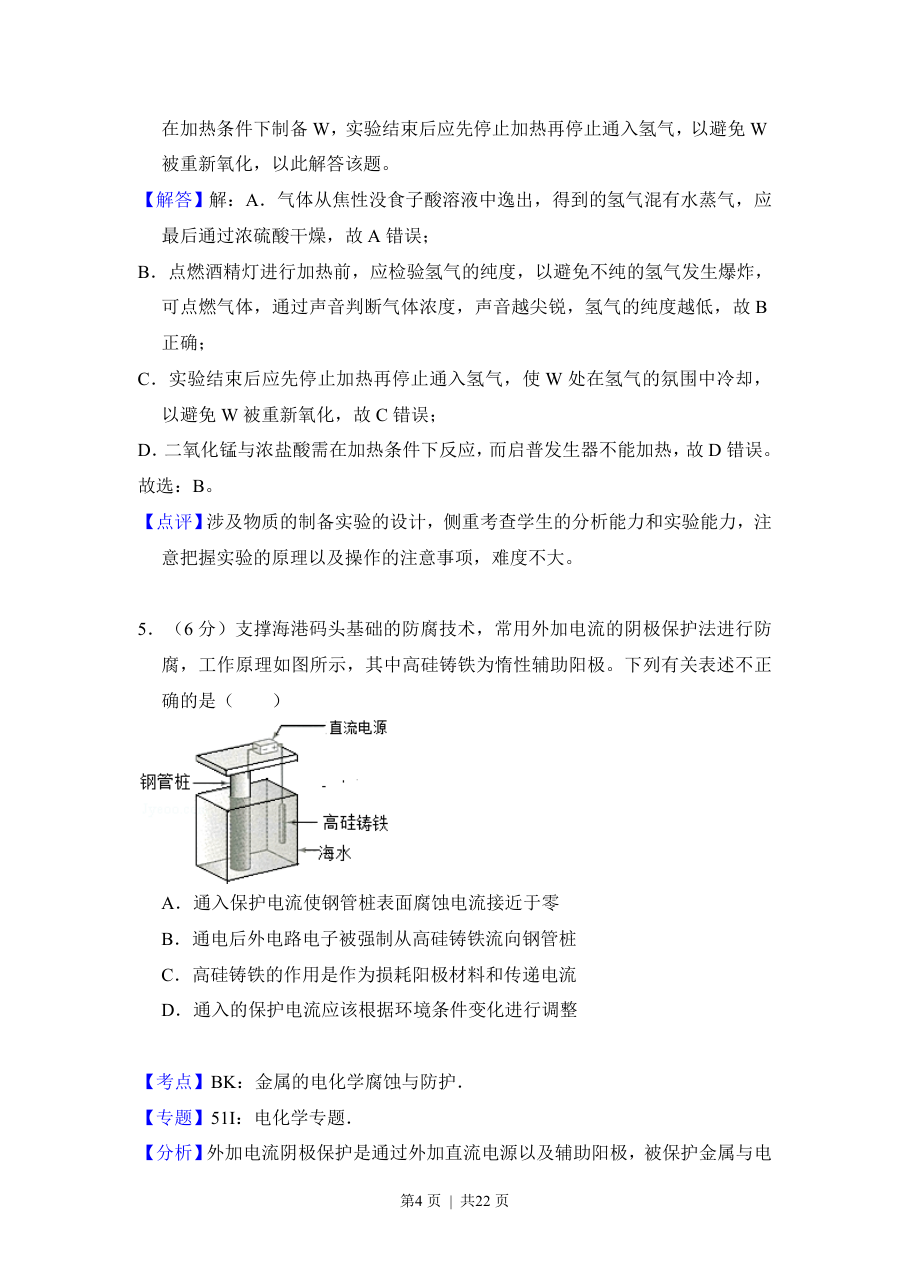 在加热条件下制备 W，实验结束后应先停止加热再停止通入氢气，以避免 W
被重新氧化，以此解答该题。
【解答】解：A．气体从焦性没食子酸溶液中逸出，得到的氢气混有水蒸气，应
最后通过浓硫酸干燥，故 A 错误；
B．点燃酒精灯进行加热前，应检验氢气的纯度，以避免不纯的氢气发生爆炸，
可点燃气体，通过声音判断气体浓度，声音越尖锐，氢气的纯度越低，故 B
正确；
C．实验结束后应先停止加热再停止通入氢气，使 W 处在氢气的氛围中冷却，
以避免 W 被重新氧化，故 C 错误；
D．二氧化锰与浓盐酸需在加热条件下反应，而启普发生器不能加热，故 D 错误。
故选：B。
【点评】涉及物质的制备实验的设计，侧重考查学生的分析能力和实验能力，注
意把握实验的原理以及操作的注意事项，难度不大。
5．（6 分）支撑海港码头基础的防腐技术，常用外加电流的阴极保护法进行防
腐，工作原理如图所示，其中高硅铸铁为惰性辅助阳极。下列有关表述不正
确的是（　　）
直流电源
钢管桩
高硅铸铁
海水
A．通入保护电流使钢管桩表面腐蚀电流接近于零
B．通电后外电路电子被强制从高硅铸铁流向钢管桩
C．高硅铸铁的作用是作为损耗阳极材料和传递电流
D．通入的保护电流应该根据环境条件变化进行调整
【考点】BK：金属的电化学腐蚀与防护．
【专题】51I：电化学专题．
【分析】外加电流阴极保护是通过外加直流电源以及辅助阳极，被保护金属与电
第4页 | 共22页